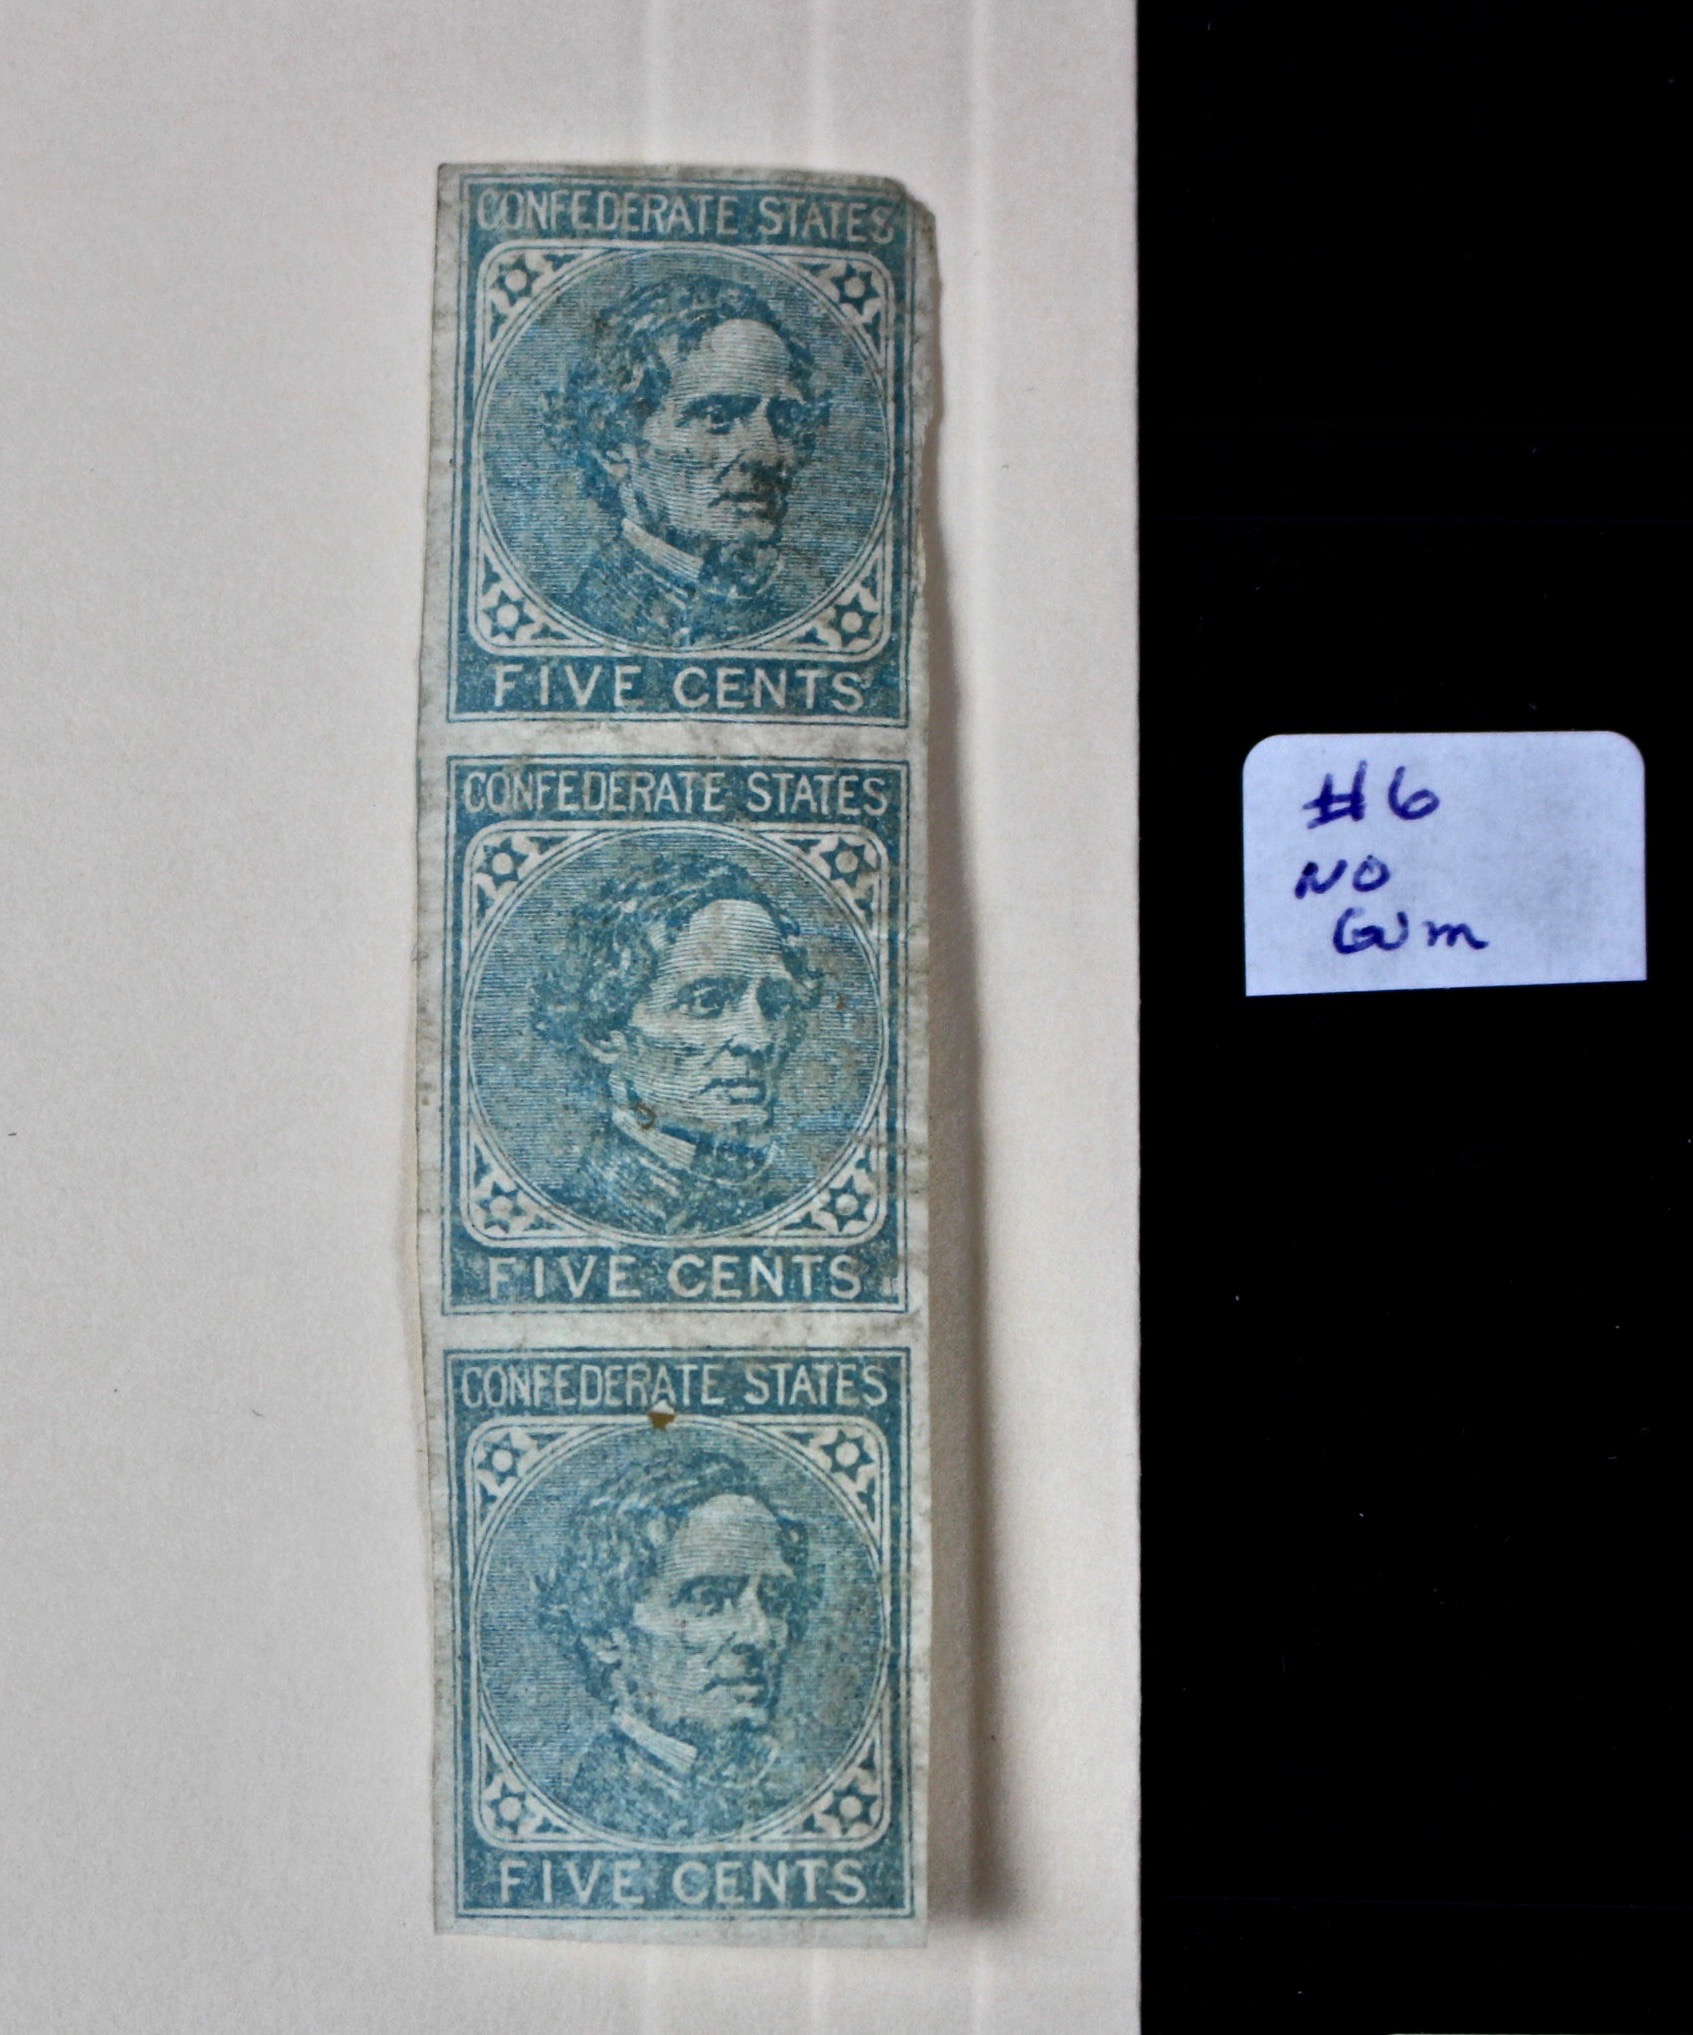 CONFEDERATE STATES
FIVE CENTS
CONFEDERATE STATES
FIVE CENTS
CONFEDERATE STATES
FIVE CENTS
#6
NO
Gum